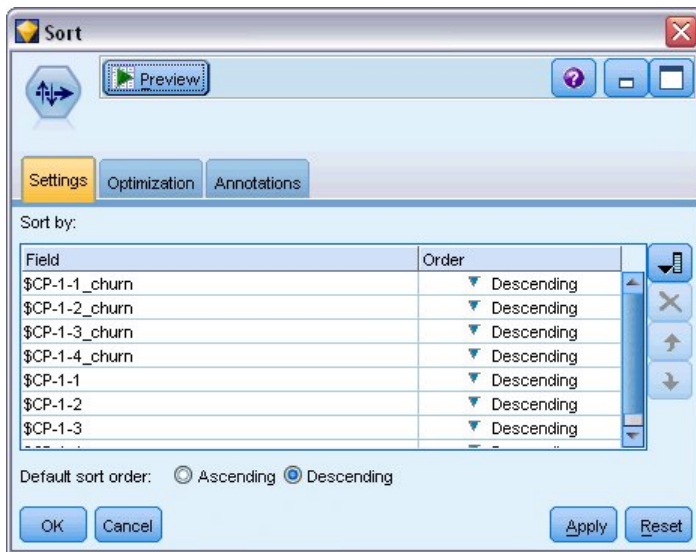 Sort
Preview
Settings Optimization Annotations
Sort by:
Field Order
$CP-1-1_churn Descending
$CP-1-2_churn Descending
$CP-1-3_churn Descending
$CP-1-4_churn Descending
$CP-1-1 Descending
$CP-1-2 Descending
$CP-1-3 Descending
Default sort order: Ascending Descending
OK Cancel Apply Reset